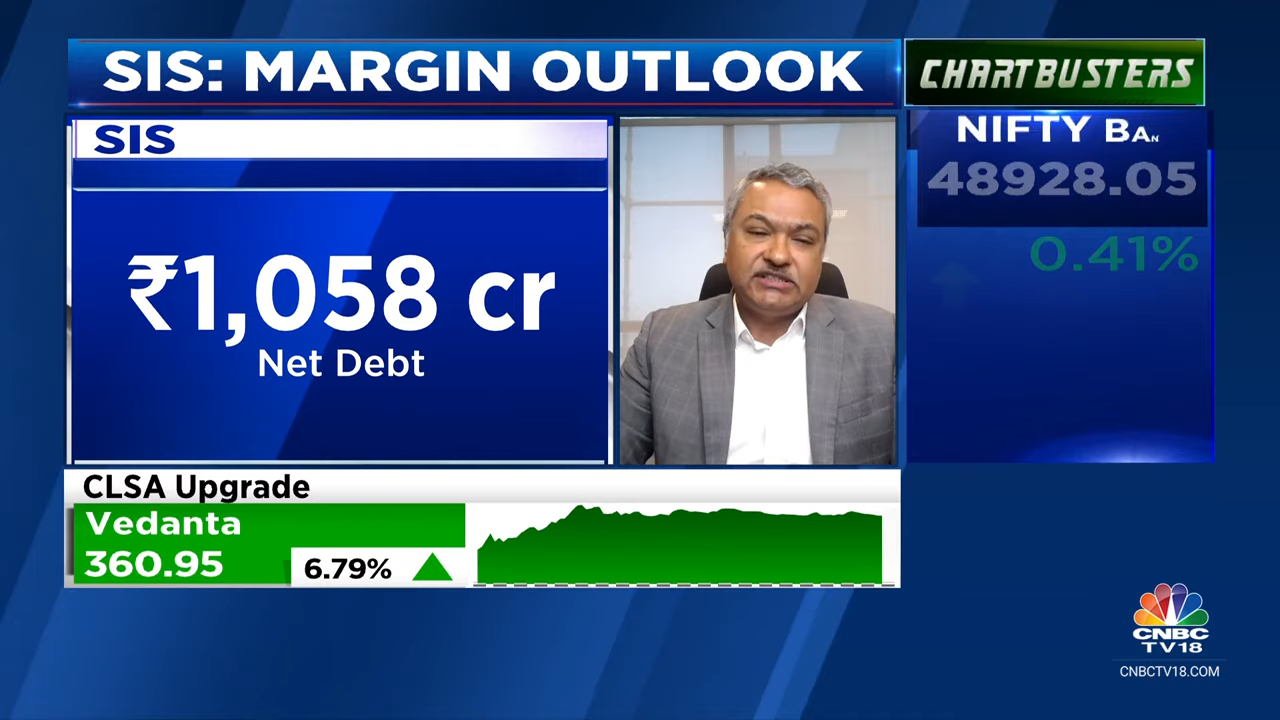 SIS: MARGIN OUTLOOK
CHARTBUSTERS
SIS
₹1,058 cr
Net Debt
NIFTY BAN
48928.05
0.41%
CLSA Upgrade
Vedanta
360.95
6.79%
CNBC
TV18
CNBCTV18.COM